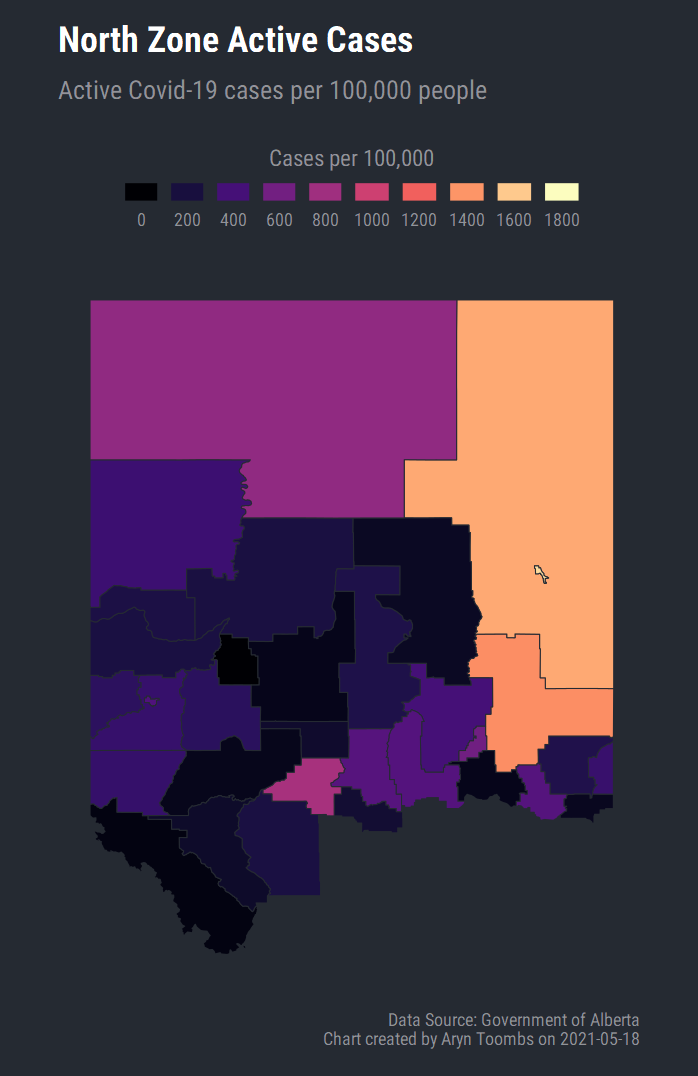 North Zone Active Cases
Active Covid-19 cases per 100,000 people
Cases per 100,000
0 200 400 600 800 1000 1200 1400 1600 1800
Data Source: Government of Alberta
Chart created by Aryn Toombs on 2021-05-18